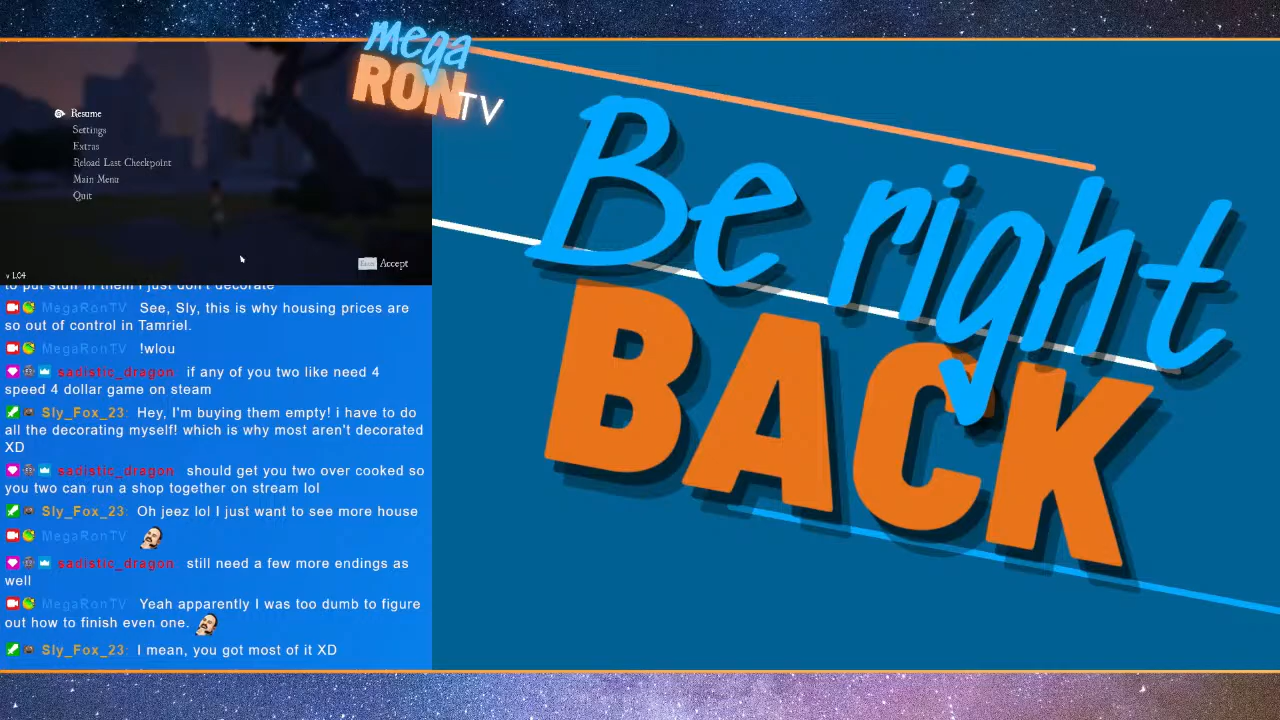 mega
RONTV
Resume
Settings
Extras
Reload Last Checkpoint
Main Menu
Quit
Accept
v 1.04
to put stuff in them i just don't decorate
MegaRonTV See, Sly, this is why housing prices are
so out of control in Tamriel.
MegaRonTV !wlou
sadistic_dragon if any of you two like need 4
speed 4 dollar game on steam
Sly_Fox_23: Hey, I'm buying them empty! i have to do
all the decorating myself! which is why most aren't decorated
XD
sadistic_dragon should get you two over cooked so
you two can run a shop together on stream lol
Sly_Fox_23: Oh jeez lol I just want to see more house
MegaRonTV
sadistic_dragon still need a few more endings as
well
MegaRonTV Yeah apparently I was too dumb to figure
out how to finish even one.
Sly_Fox_23: I mean, you got most of it XD
Be right
BACK